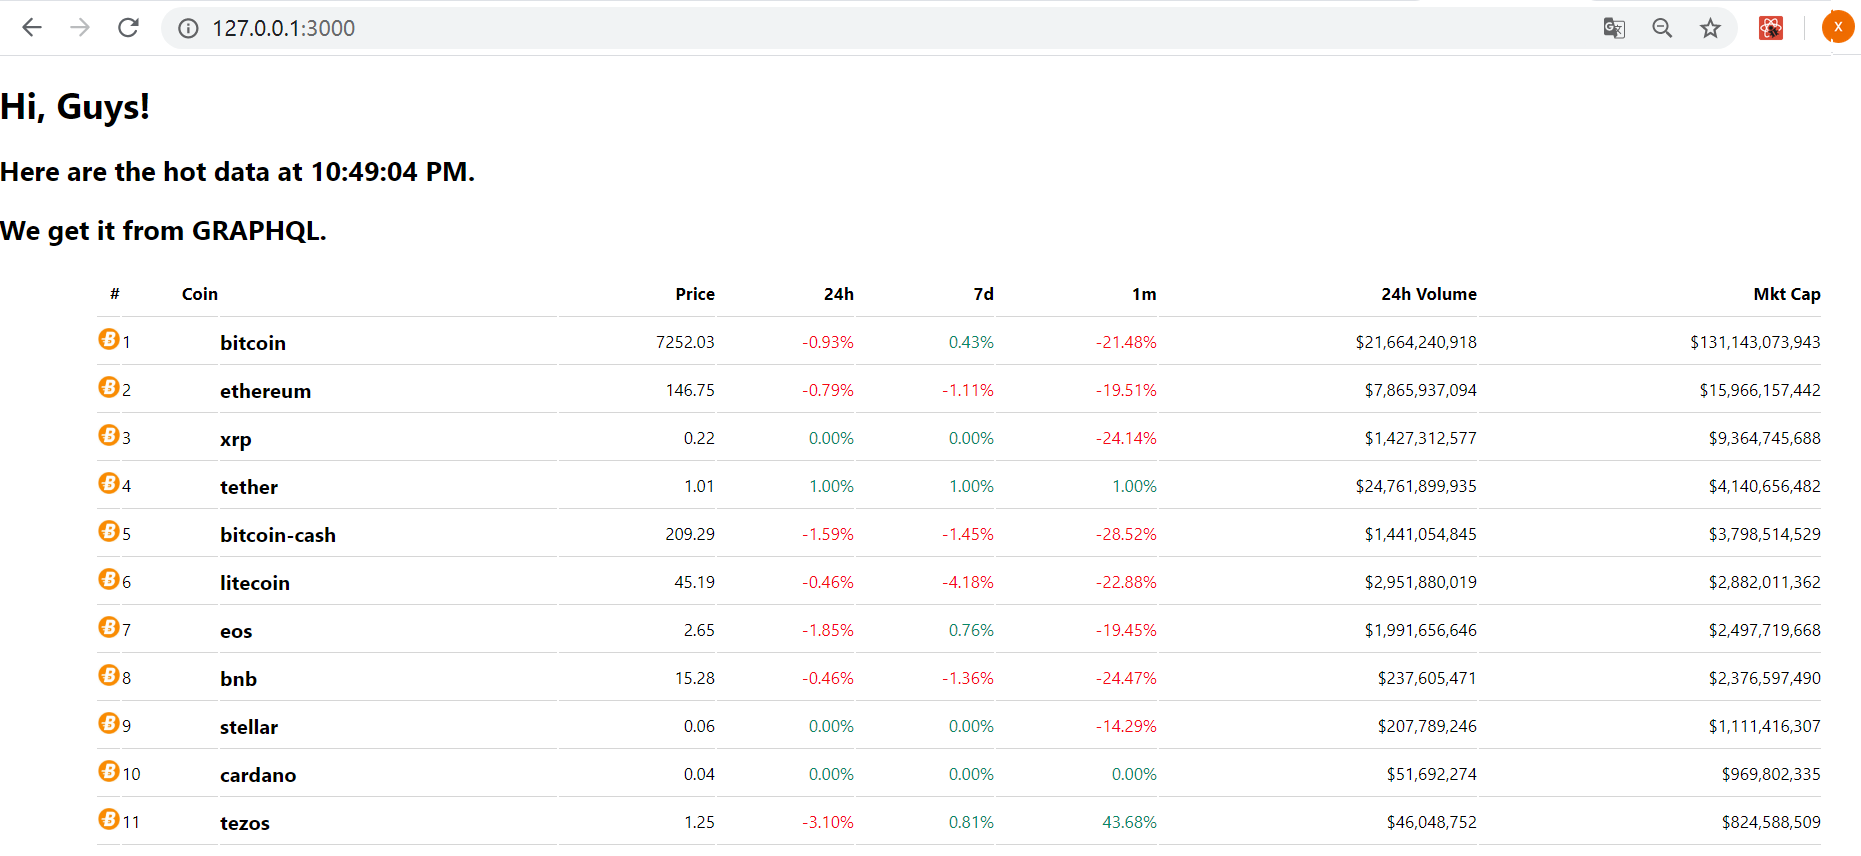 127.0.0.1:3000
X
Hi, Guys!
Here are the hot data at 10:49:04 PM.
We get it from GRAPHQL.
# Coin Price 24h 7d 1m 24h Volume Mkt Cap
1 bitcoin 7252.03 -0.93% 0.43% -21.48% $21,664,240,918 $131,143,073,943
2 ethereum 146.75 -0.79% -1.11% -19.51% $7,865,937,094 $15,966,157,442
3 xrp 0.22 0.00% 0.00% -24.14% $1,427,312,577 $9,364,745,688
4 tether 1.01 1.00% 1.00% 1.00% $24,761,899,935 $4,140,656,482
5 bitcoin-cash 209.29 -1.59% -1.45% -28.52% $1,441,054,845 $3,798,514,529
6 litecoin 45.19 -0.46% -4.18% -22.88% $2,951,880,019 $2,882,011,362
7 eos 2.65 -1.85% 0.76% -19.45% $1,991,656,646 $2,497,719,668
8 bnb 15.28 -0.46% -1.36% -24.47% $237,605,471 $2,376,597,490
9 stellar 0.06 0.00% 0.00% -14.29% $207,789,246 $1,111,416,307
10 cardano 0.04 0.00% 0.00% 0.00% $51,692,274 $969,802,335
11 tezos 1.25 -3.10% 0.81% 43.68% $46,048,752 $824,588,509